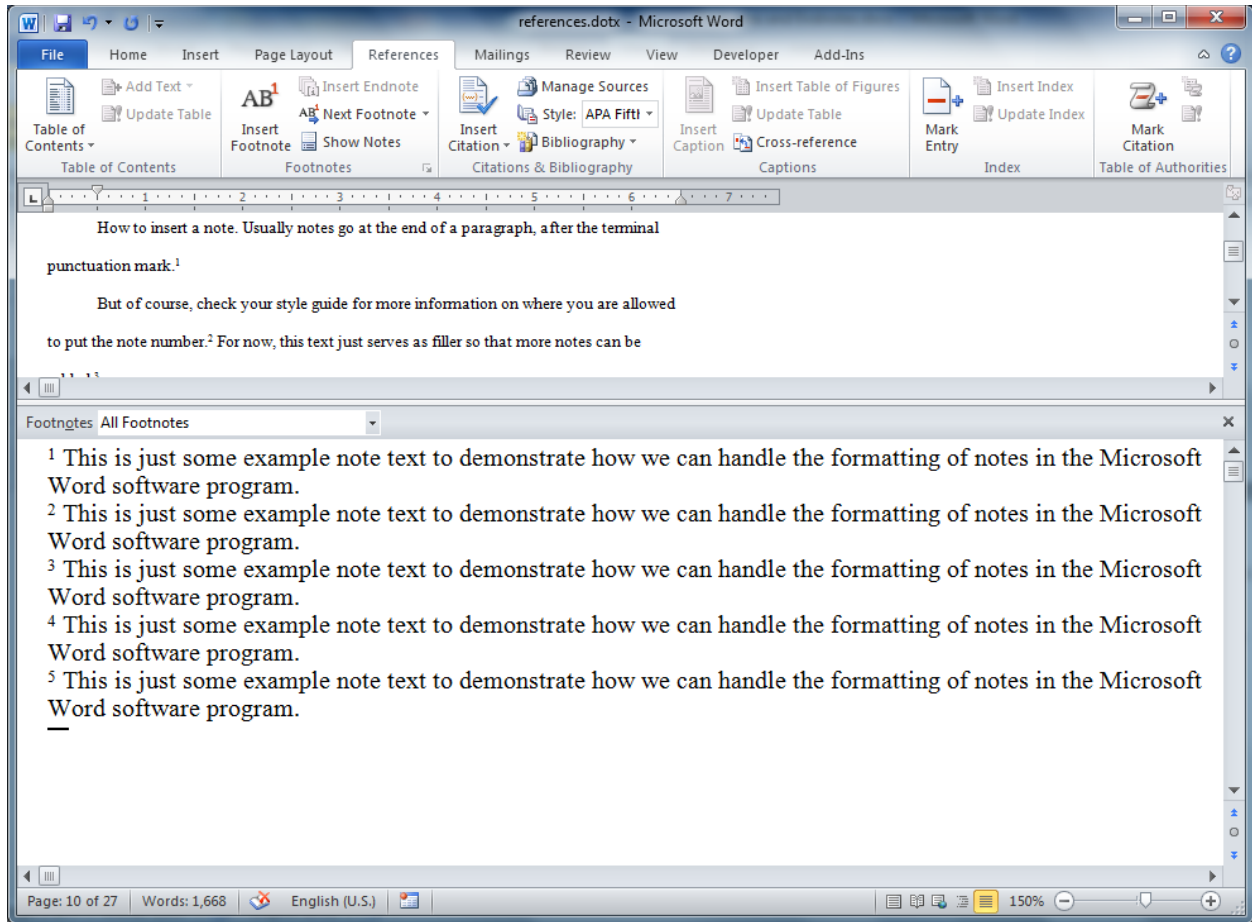 references.dotx - Microsoft Word
File Home Insert Page Layout References Mailings Review View Developer Add-Ins
Table of Contents
Add Text
Update Table
Table of Contents
AB1
Insert Footnote
Insert Endnote
Next Footnote
Show Notes
Footnotes
Insert Citation
Manage Sources
Style: APA Fifth
Bibliography
Citations & Bibliography
Insert Caption
Insert Table of Figures
Update Table
Cross-reference
Captions
Mark Entry
Insert Index
Update Index
Index
Mark Citation
Table of Authorities
1 2 3 4 5 6 7
How to insert a note. Usually notes go at the end of a paragraph, after the terminal
punctuation mark.1
But of course, check your style guide for more information on where you are allowed
to put the note number.2 For now, this text just serves as filler so that more notes can be
Footnotes All Footnotes
1 This is just some example note text to demonstrate how we can handle the formatting of notes in the Microsoft
Word software program.
2 This is just some example note text to demonstrate how we can handle the formatting of notes in the Microsoft
Word software program.
3 This is just some example note text to demonstrate how we can handle the formatting of notes in the Microsoft
Word software program.
4 This is just some example note text to demonstrate how we can handle the formatting of notes in the Microsoft
Word software program.
5 This is just some example note text to demonstrate how we can handle the formatting of notes in the Microsoft
Word software program.
Page: 10 of 27 Words: 1,668 English (U.S.) 150%